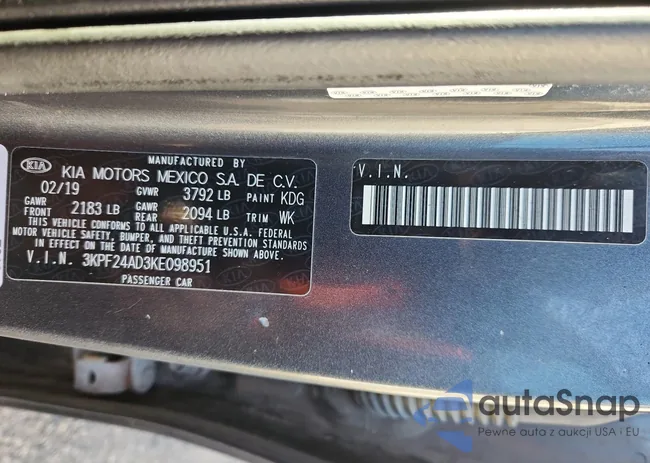 MANUFACTURED BY
KIA KIA MOTORS MEXICO S.A. DE C.V.
02/19 GVWR 3792 LB PAINT KDG
GAWR FRONT 2183 LB GAWR REAR 2094 LB TRIM WK
THIS VEHICLE CONFORMS TO ALL APPLICABLE U.S.A. FEDERAL
MOTOR VEHICLE SAFETY, BUMPER, AND THEFT PREVENTION STANDARDS
IN EFFECT ON THE DATE OF MANUFACTURE SHOWN ABOVE.
V.I.N. 3KPF24AD3KE098951
PASSENGER CAR
V.I.N.
autoSnap
Pewne auta z aukcji USA i EU